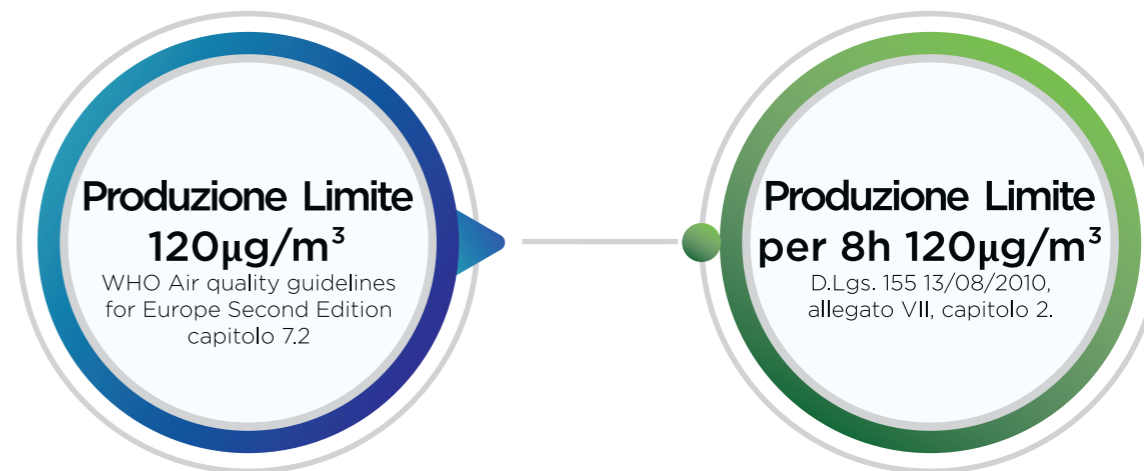 Produzione Limite
120µg/m³
WHO Air quality guidelines
for Europe Second Edition
capitolo 7.2
Produzione Limite
per 8h 120µg/m³
D.Lgs. 155 13/08/2010,
allegato VII, capitolo 2.